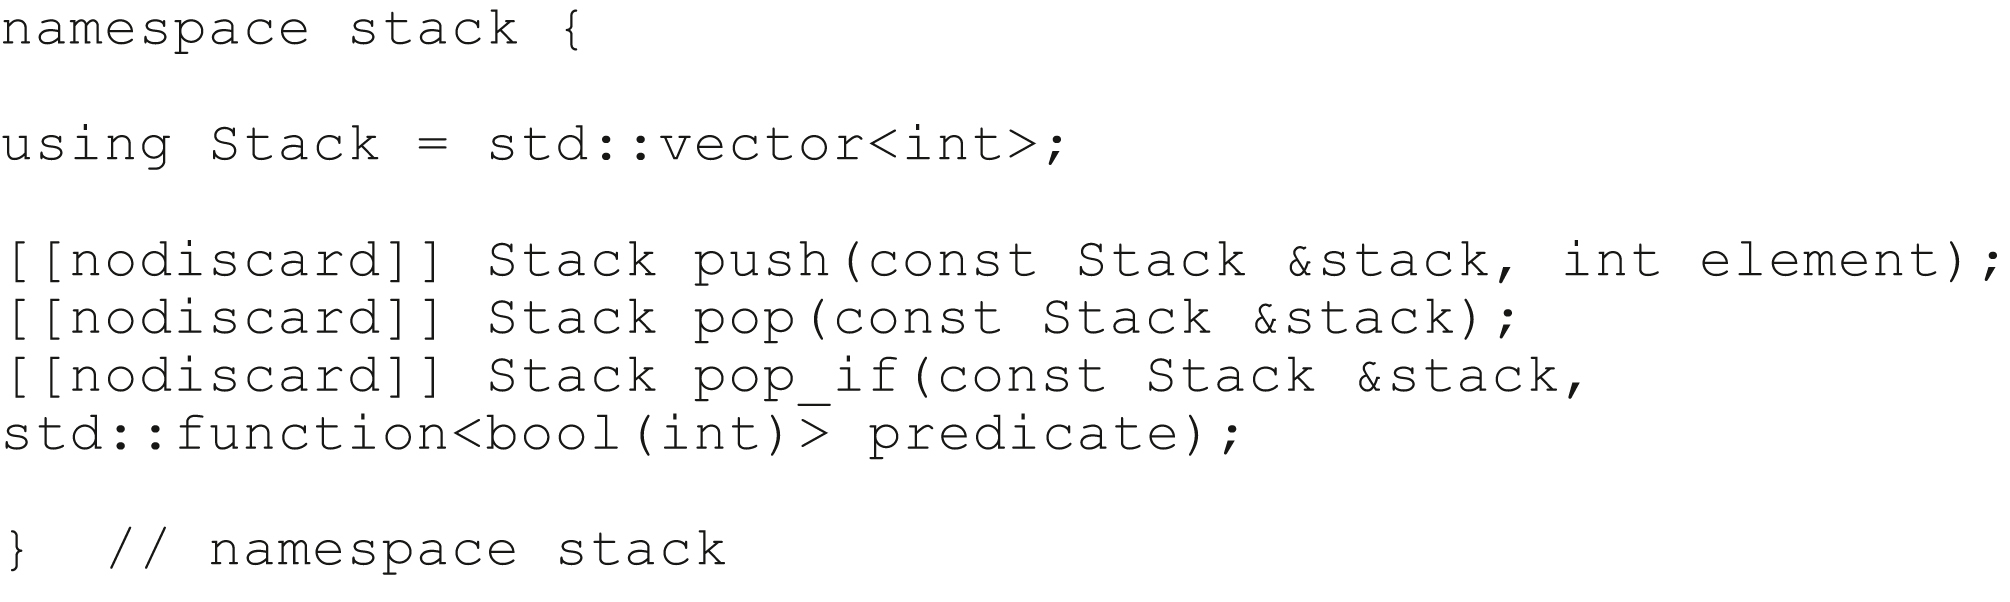 namespace stack {
using Stack = std::vector<int>;
[[nodiscard]] Stack push(const Stack &stack, int element);
[[nodiscard]] Stack pop(const Stack &stack);
[[nodiscard]] Stack pop_if(const Stack &stack,
std::function<bool(int)> predicate);
}  // namespace stack